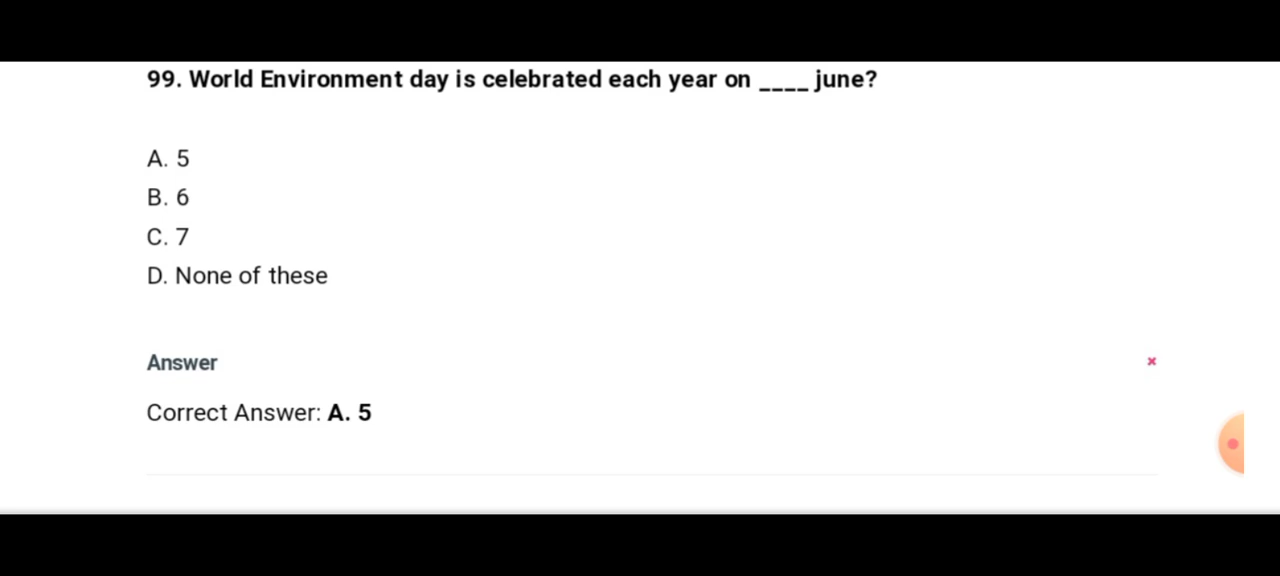 99. World Environment day is celebrated each year on ____ june?
A. 5
B. 6
C. 7
D. None of these
Answer
Correct Answer: A. 5